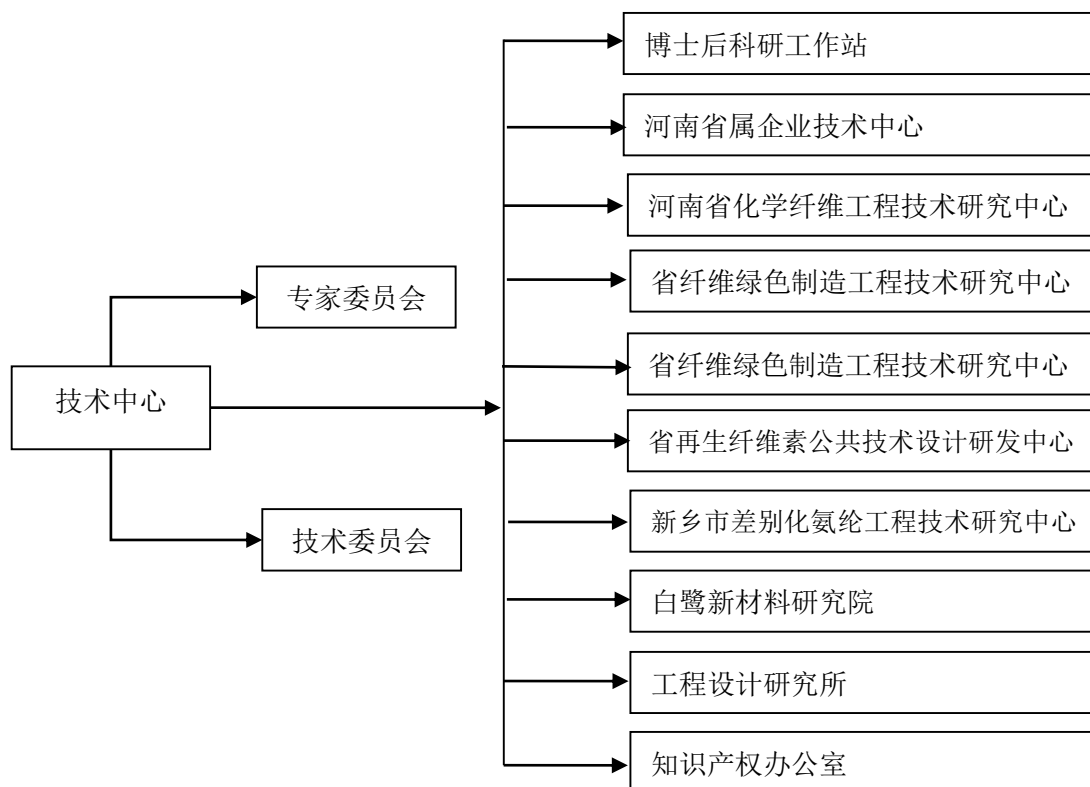 博士后科研工作站
河南省属企业技术中心
河南省化学纤维工程技术研究中心
省纤维绿色制造工程技术研究中心
专家委员会
省纤维绿色制造工程技术研究中心
技术中心
省再生纤维素公共技术设计研发中心
新乡市差别化氨纶工程技术研究中心
技术委员会
白鹭新材料研究院
工程设计研究所
知识产权办公室